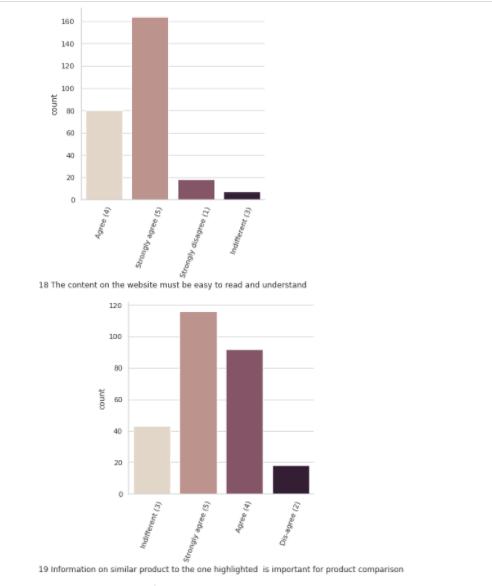 160
140
120
100
80
60
40
20
0
count
Agree (4)
Strongly agree (5)
Strongly disagree (1)
Indifferent (3)
18 The content on the website must be easy to read and understand
120
100
80
60
40
20
0
count
Indifferent (3)
Strongly agree (5)
Agree (4)
Dis-agree (2)
19 Information on similar product to the one highlighted  is important for product comparison